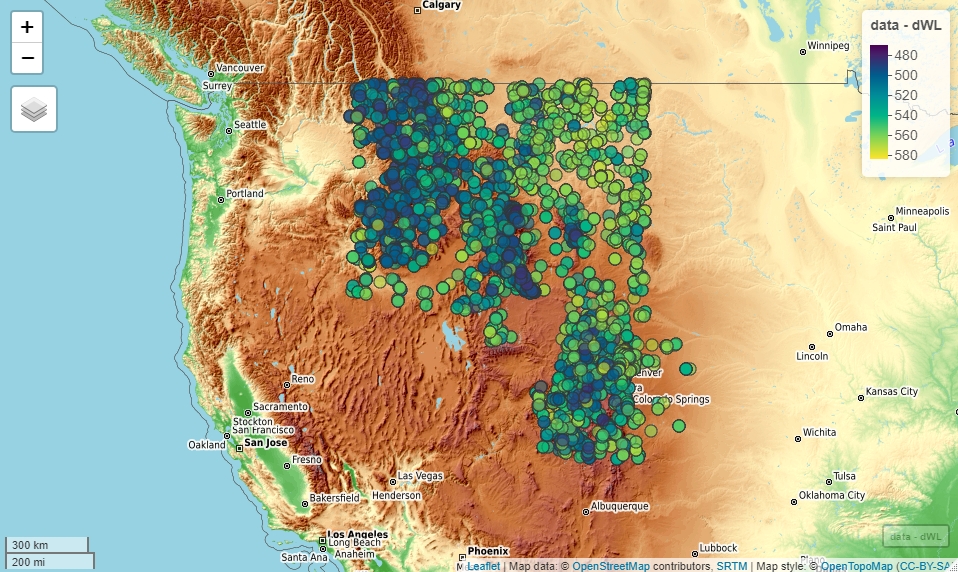 +
−
Calgary
Winnipeg
data - dWL
480
500
520
540
560
580
Vancouver
Surrey
Seattle
Portland
Minneapolis
Saint Paul
Omaha
Lincoln
Reno
enver
Colorado Springs
Kansas City
Sacramento
Stockton
San Francisco
Oakland
San Jose
Wichita
Fresno
Las Vegas
Henderson
Tulsa
Bakersfield
Oklahoma City
Albuquerque
Los Angeles
Long Beach
Santa Ana
Anaheim
Phoenix
Lubbock
data - dWL
300 km
200 mi
Leaflet | Map data: © OpenStreetMap contributors, SRTM | Map style: © OpenTopoMap (CC-BY-SA